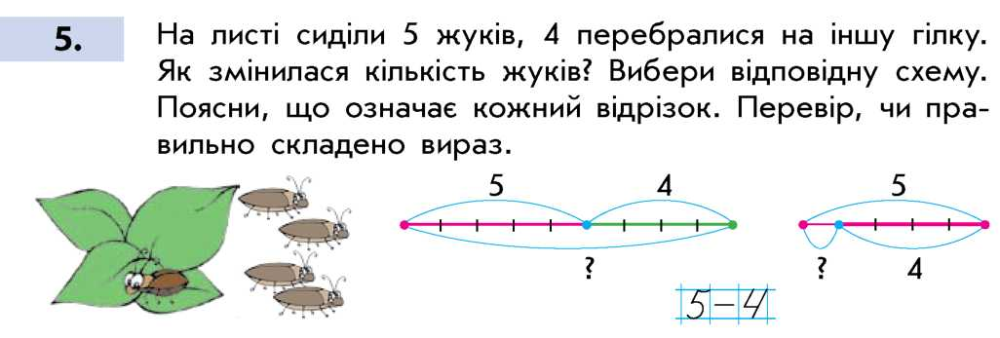 5.
На листі сиділи 5 жуків, 4 перебралися на іншу гілку.
Як змінилася кількість жуків? Вибери відповідну схему.
Поясни, що означає кожний відрізок. Перевір, чи пра-
вильно складено вираз.
5 4 5
? ? 4
5−4